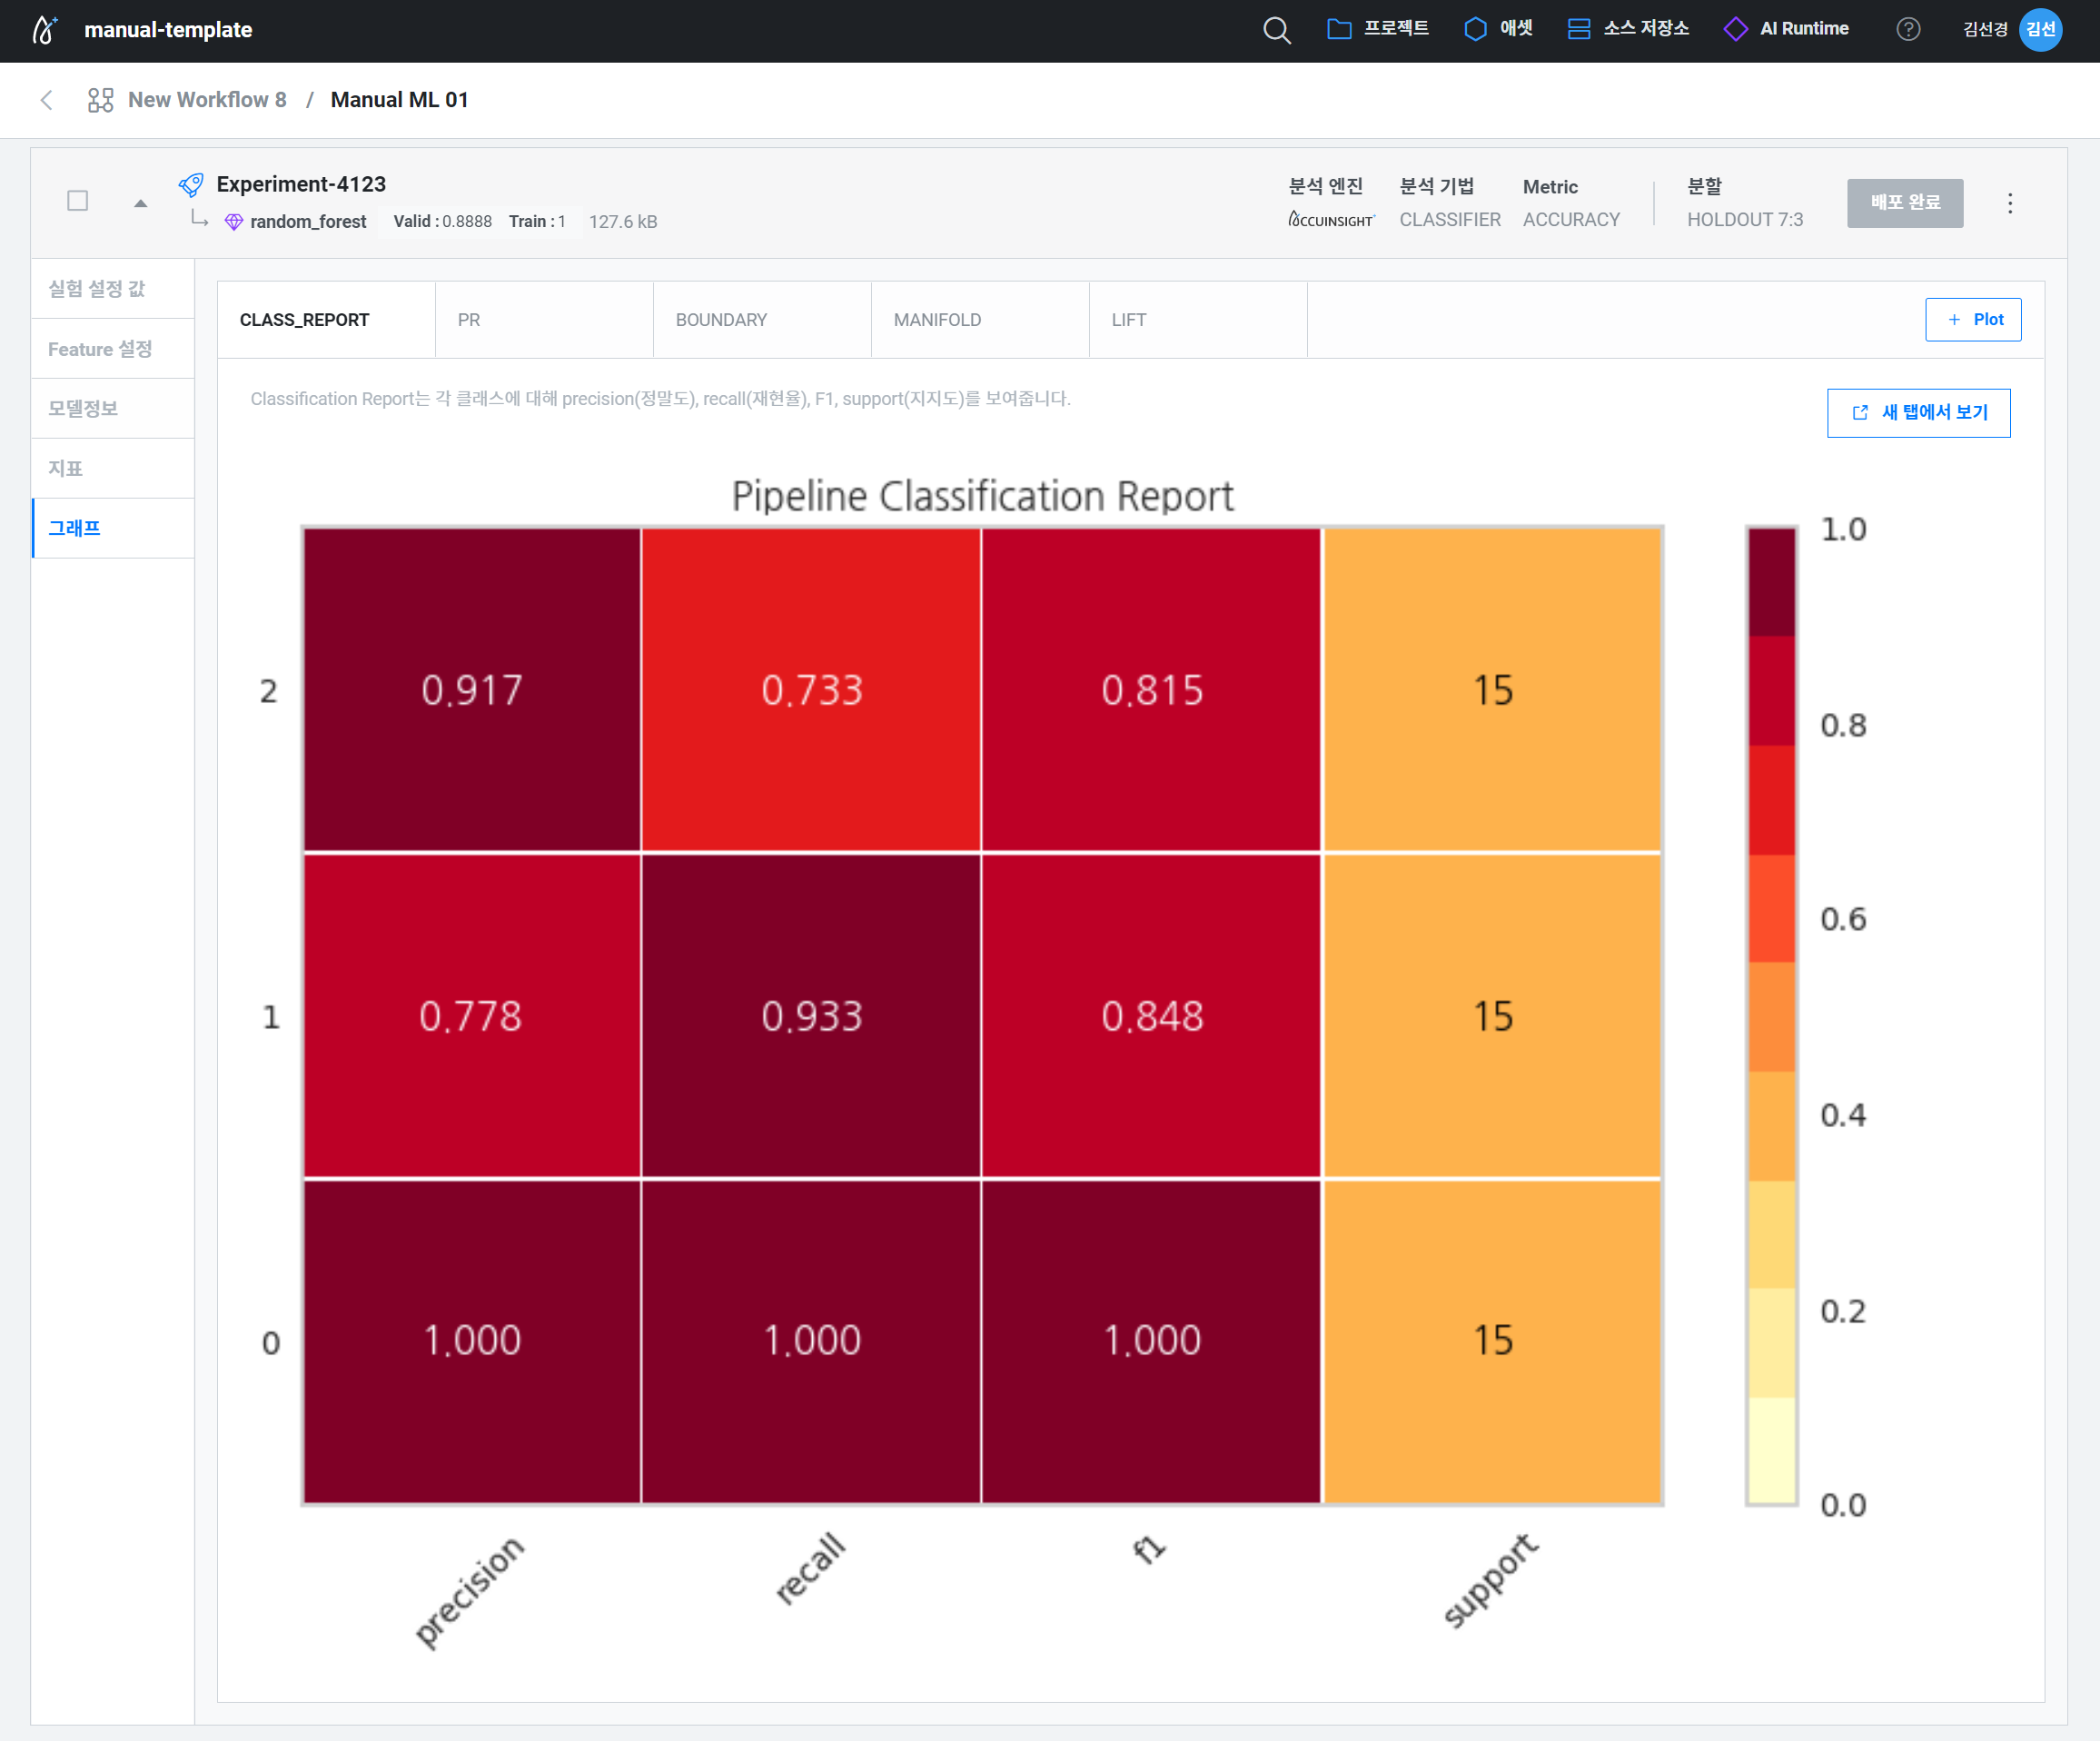 manual-template
프로젝트 애셋 소스 저장소 AI Runtime ? 김선경 김선
New Workflow 8 / Manual ML 01
Experiment-4123
random_forest Valid : 0.8888 Train : 1 127.6 kB
분석 엔진 분석 기법 Metric 분할 배포 완료
ACCUINSIGHT+ CLASSIFIER ACCURACY HOLDOUT 7:3
실험 설정 값
Feature 설정
모델정보
지표
그래프
CLASS_REPORT PR BOUNDARY MANIFOLD LIFT + Plot
Classification Report는 각 클래스에 대해 precision(정말도), recall(재현율), F1, support(지지도)를 보여줍니다.
새 탭에서 보기
Pipeline Classification Report
2 0.917 0.733 0.815 15
1 0.778 0.933 0.848 15
0 1.000 1.000 1.000 15
precision recall f1 support
1.0
0.8
0.6
0.4
0.2
0.0